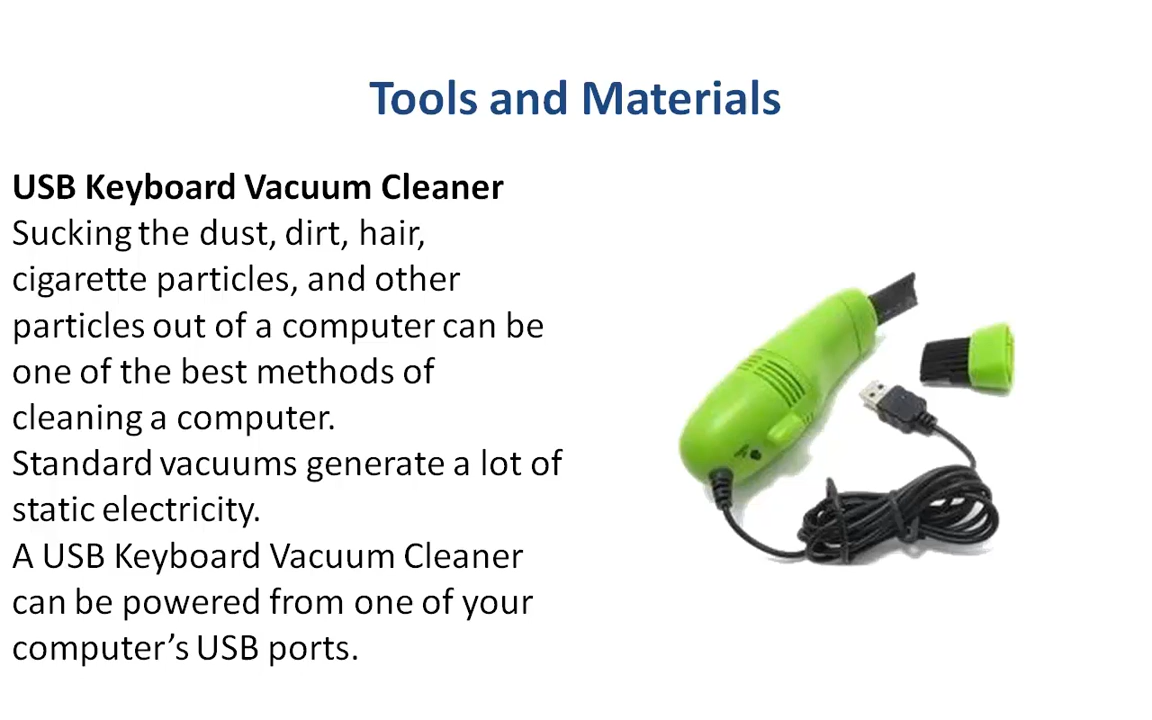 Tools and Materials
USB Keyboard Vacuum Cleaner
Sucking the dust, dirt, hair,
cigarette particles, and other
particles out of a computer can be
one of the best methods of
cleaning a computer.
Standard vacuums generate a lot of
static electricity.
A USB Keyboard Vacuum Cleaner
can be powered from one of your
computer’s USB ports.